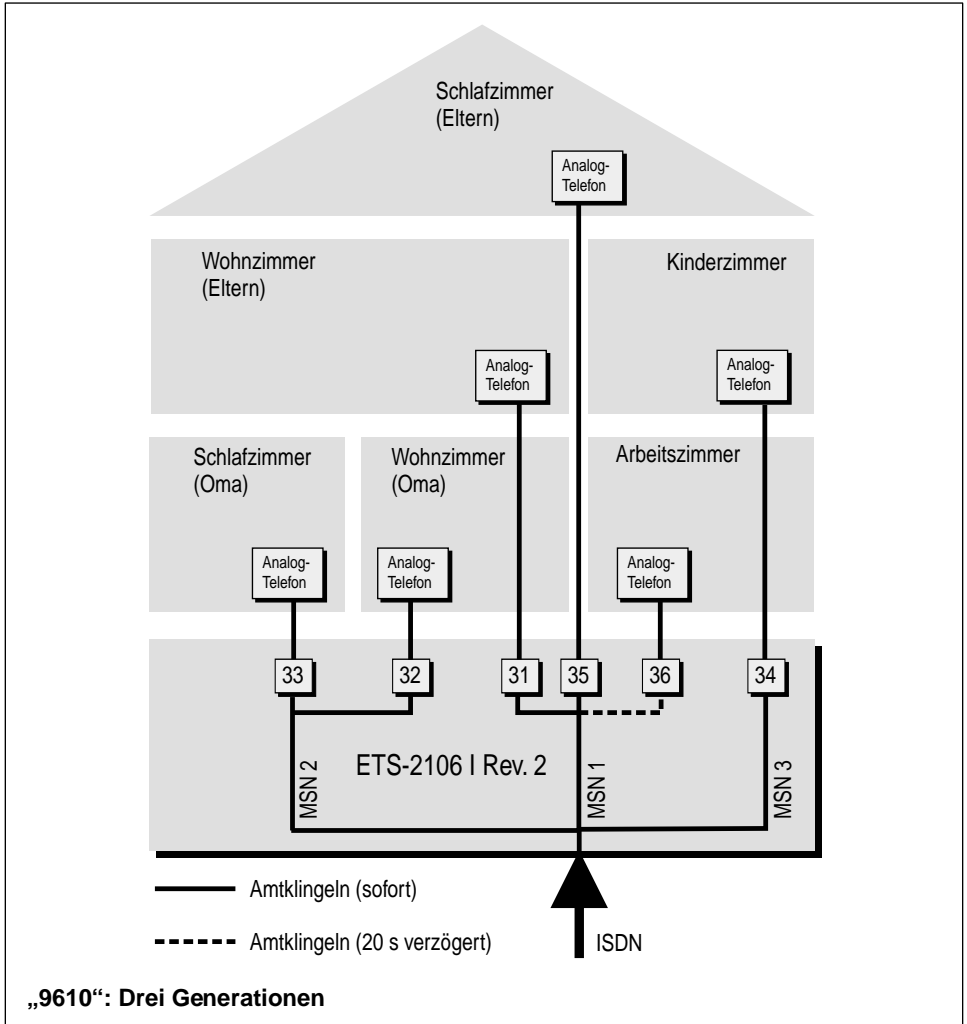 Schlafzimmer
(Eltern)
Analog-
Telefon
Wohnzimmer
(Eltern)
Kinderzimmer
Analog-
Telefon
Analog-
Telefon
Schlafzimmer
(Oma)
Wohnzimmer
(Oma)
Arbeitszimmer
Analog-
Telefon
Analog-
Telefon
Analog-
Telefon
33
32
31
35
36
34
MSN 2
ETS-2106 I Rev. 2
MSN 1
MSN 3
Amtklingeln (sofort)
Amtklingeln (20 s verzögert)
ISDN
„9610“: Drei Generationen